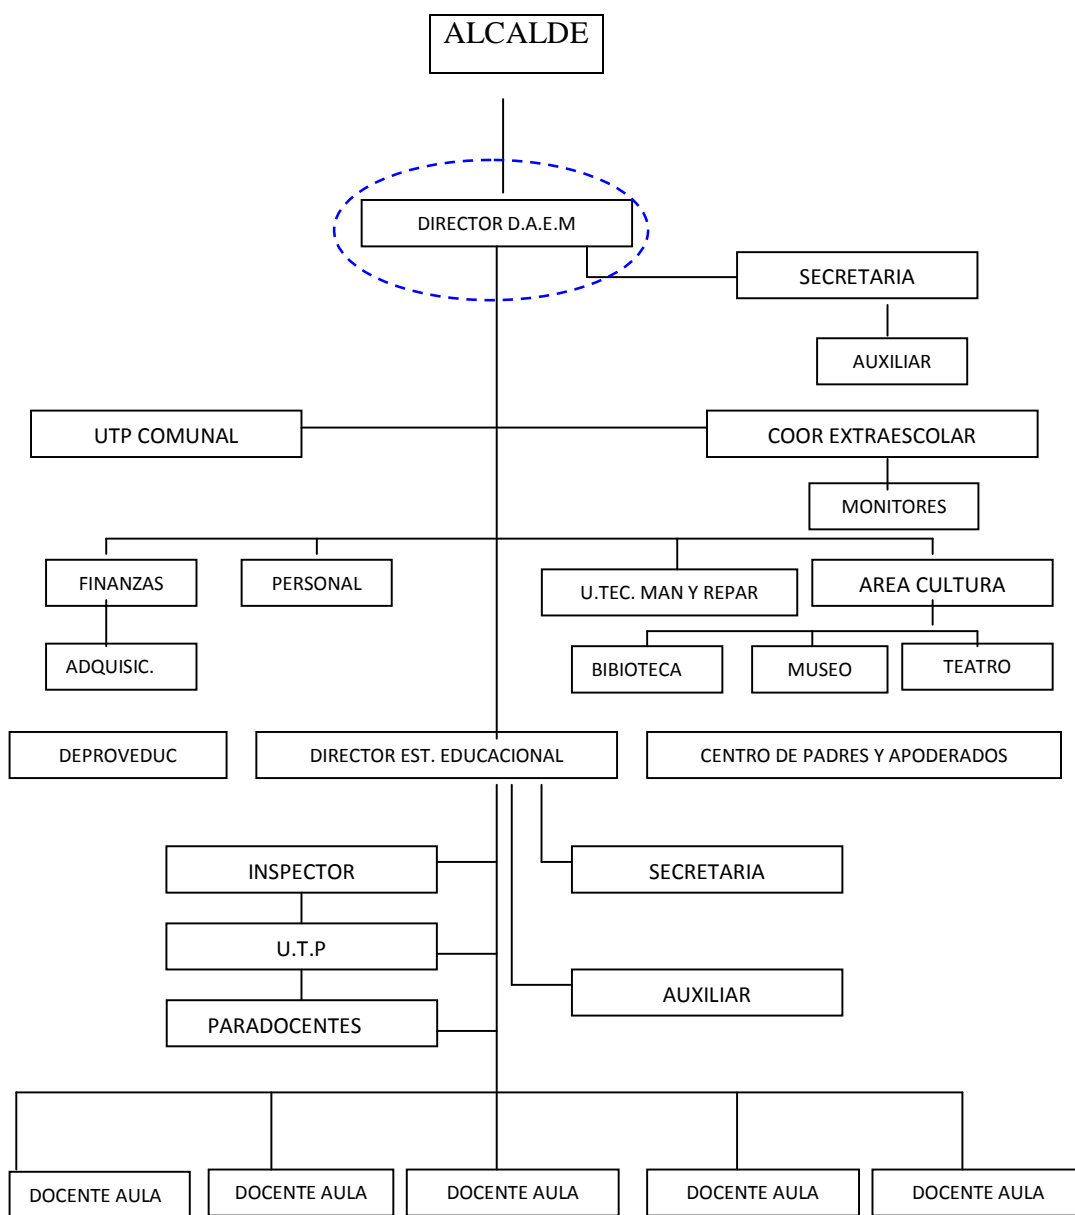 ALCALDE
DIRECTOR D.A.E.M
SECRETARIA
AUXILIAR
UTP COMUNAL
COOR EXTRAESCOLAR
MONITORES
FINANZAS
PERSONAL
U.TEC. MAN Y REPAR
AREA CULTURA
ADQUISIC.
BIBIOTECA
MUSEO
TEATRO
DEPROVEDUC
DIRECTOR EST. EDUCACIONAL
CENTRO DE PADRES Y APODERADOS
INSPECTOR
SECRETARIA
U.T.P
AUXILIAR
PARADOCENTES
DOCENTE AULA
DOCENTE AULA
DOCENTE AULA
DOCENTE AULA
DOCENTE AULA